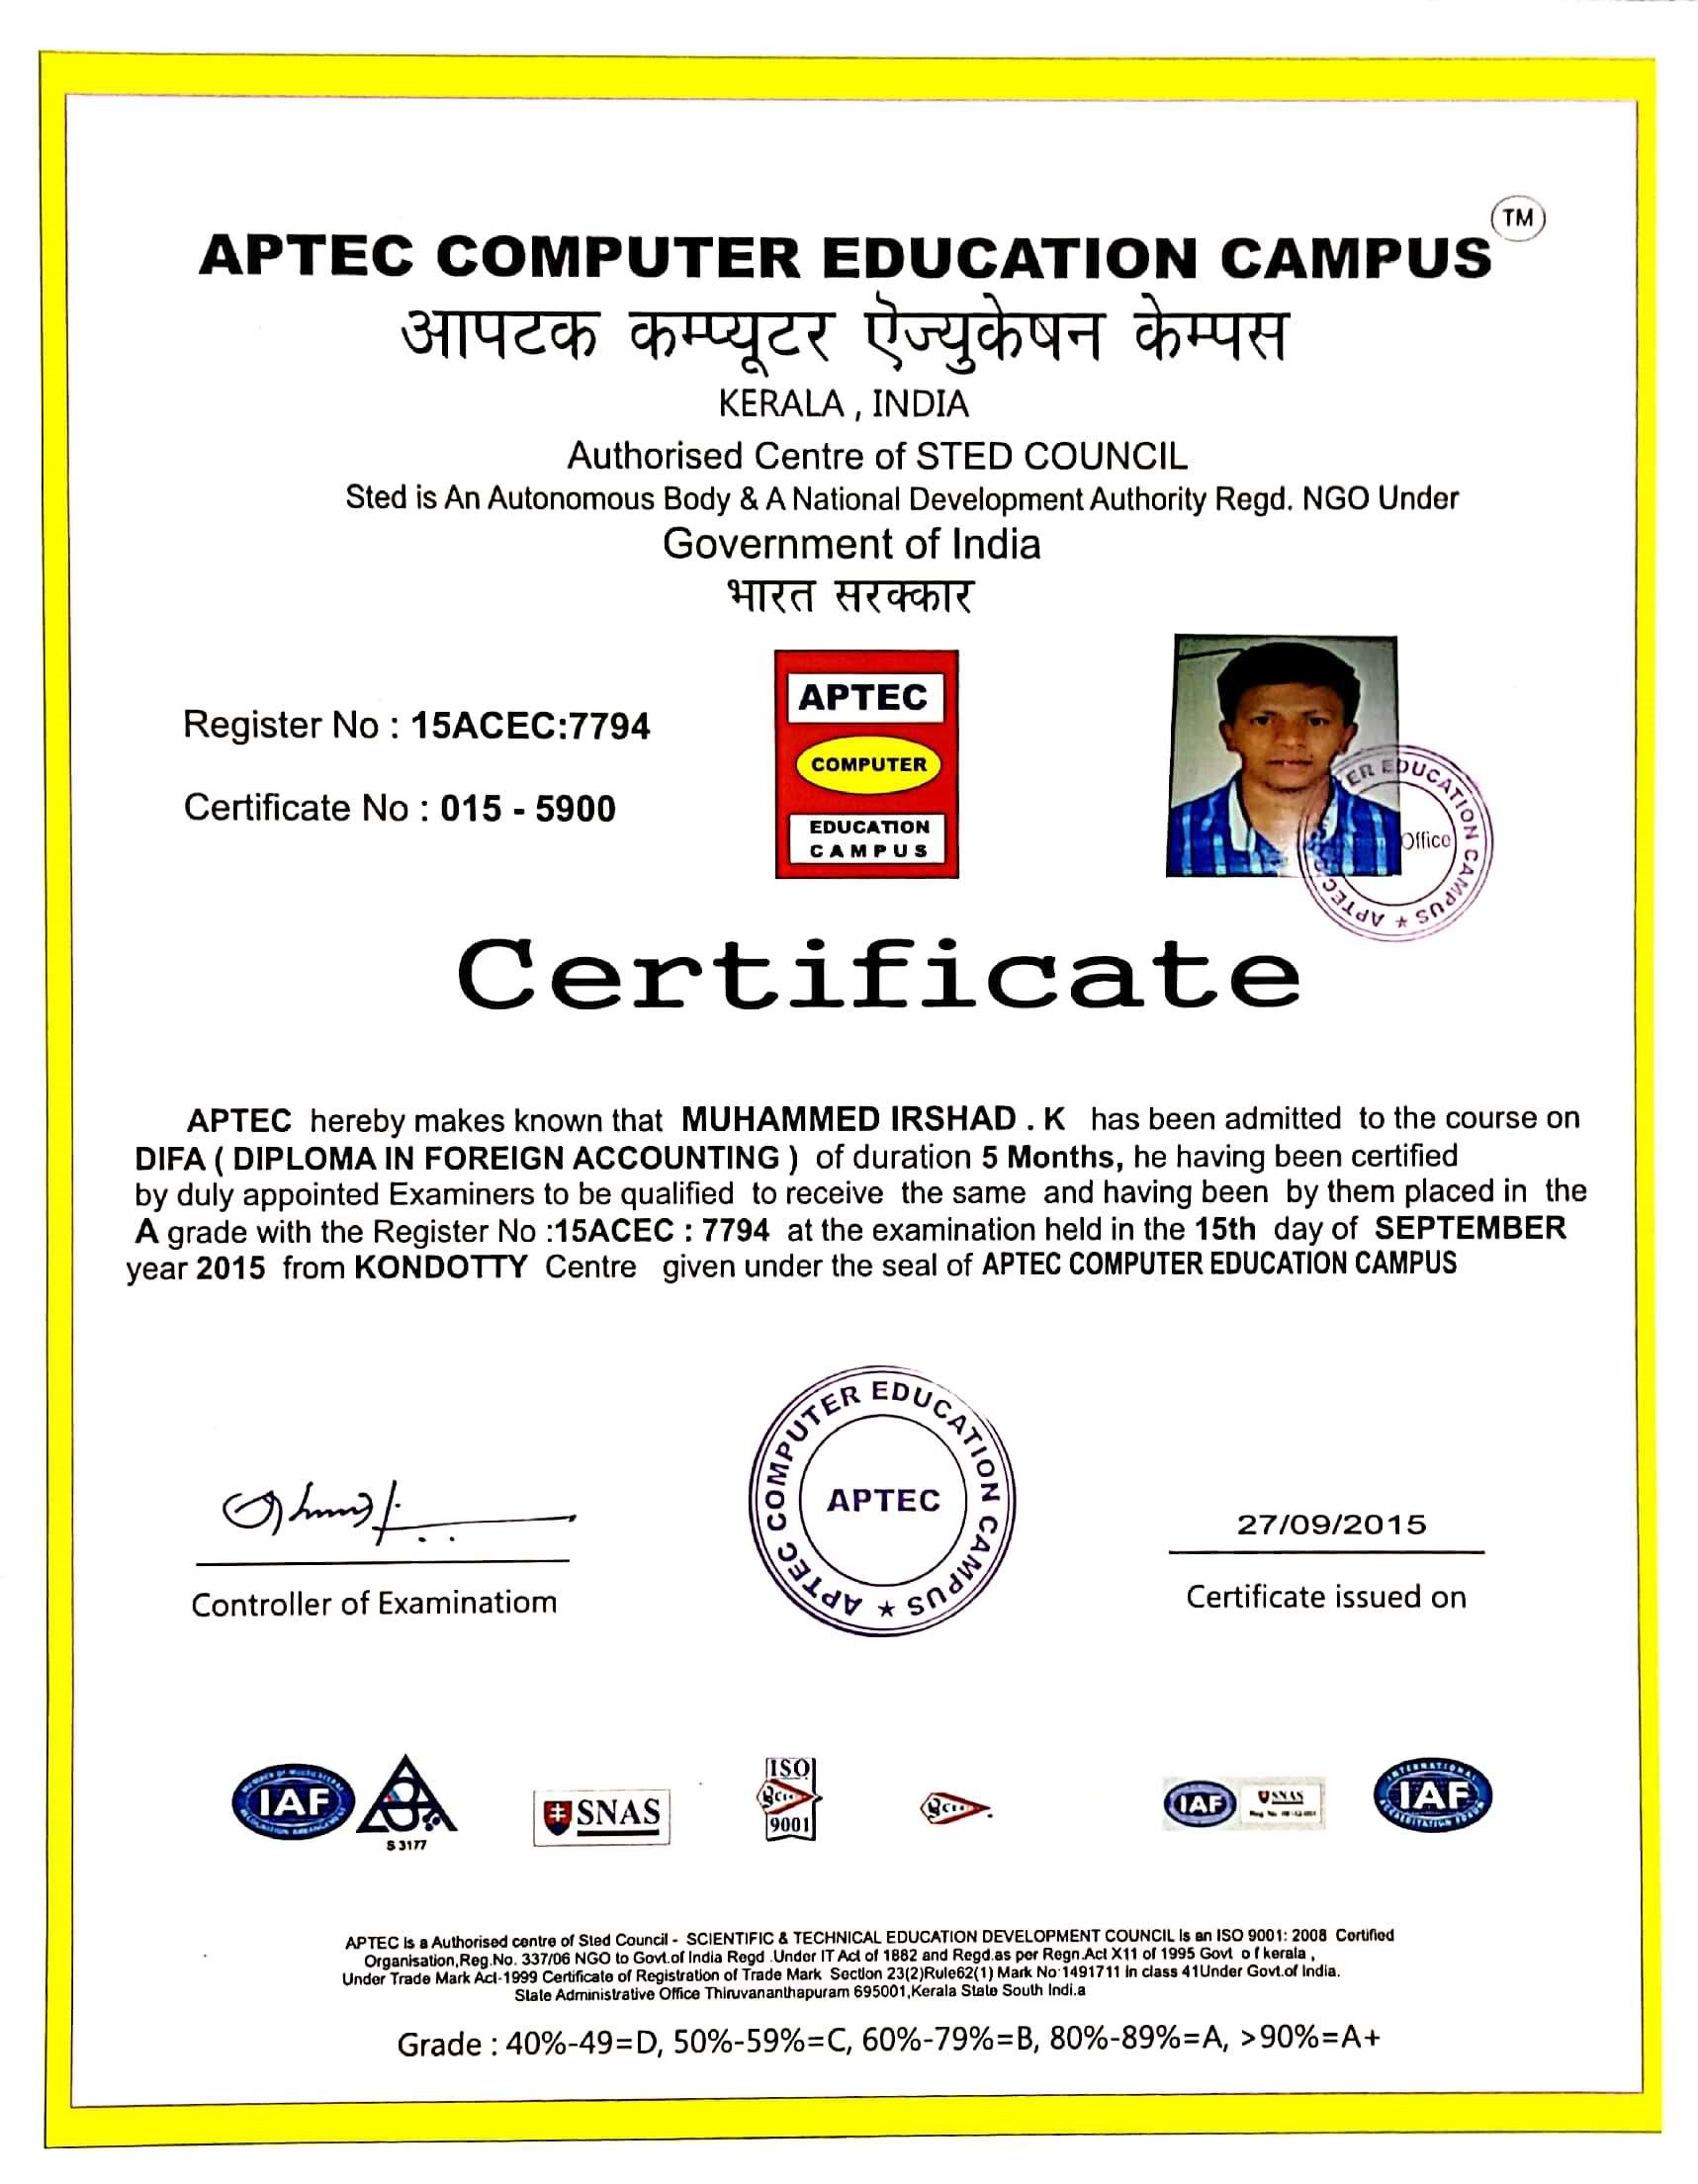 TM
APTEC COMPUTER EDUCATION CAMPUS
आपटक कम्प्यूटर ऐज्युकेषन केम्पस
KERALA , INDIA
Authorised Centre of STED COUNCIL
Sted is An Autonomous Body & A National Development Authority Regd. NGO Under
Government of India
भारत सरक्कार
Register No : 15ACEC:7794
Certificate No : 015 - 5900
APTEC
COMPUTER
EDUCATION
CAMPUS
ER EDUCATION CAMPUS ★ APTEC C
Office
Certificate
APTEC hereby makes known that MUHAMMED IRSHAD . K has been admitted to the course on
DIFA ( DIPLOMA IN FOREIGN ACCOUNTING ) of duration 5 Months, he having been certified
by duly appointed Examiners to be qualified to receive the same and having been by them placed in the
A grade with the Register No :15ACEC : 7794 at the examination held in the 15th day of SEPTEMBER
year 2015 from KONDOTTY Centre given under the seal of APTEC COMPUTER EDUCATION CAMPUS
APTEC COMPUTER EDUCATION CAMPUS ★
APTEC
27/09/2015
Controller of Examinatiom
Certificate issued on
IAF
S 3177
SNAS
ISO
9001
IAF
SNAS
INTERNATIONAL
IAF
APTEC Is a Authorised centre of Sted Council - SCIENTIFIC & TECHNICAL EDUCATION DEVELOPMENT COUNCIL Is an ISO 9001: 2008 Certified
Organisation,Reg.No. 337/06 NGO to Govt.of India Regd .Under IT Act of 1882 and Regd.as per Regn.Act X11 of 1995 Govt o f kerala ,
Under Trade Mark Act-1999 Certificate of Registration of Trade Mark Section 23(2)Rule62(1) Mark No:1491711 In class 41Under Govt.of India.
State Administrative Office Thiruvananthapuram 695001,Kerala State South Indi.a
Grade : 40%-49=D, 50%-59%=C, 60%-79%=B, 80%-89%=A, >90%=A+